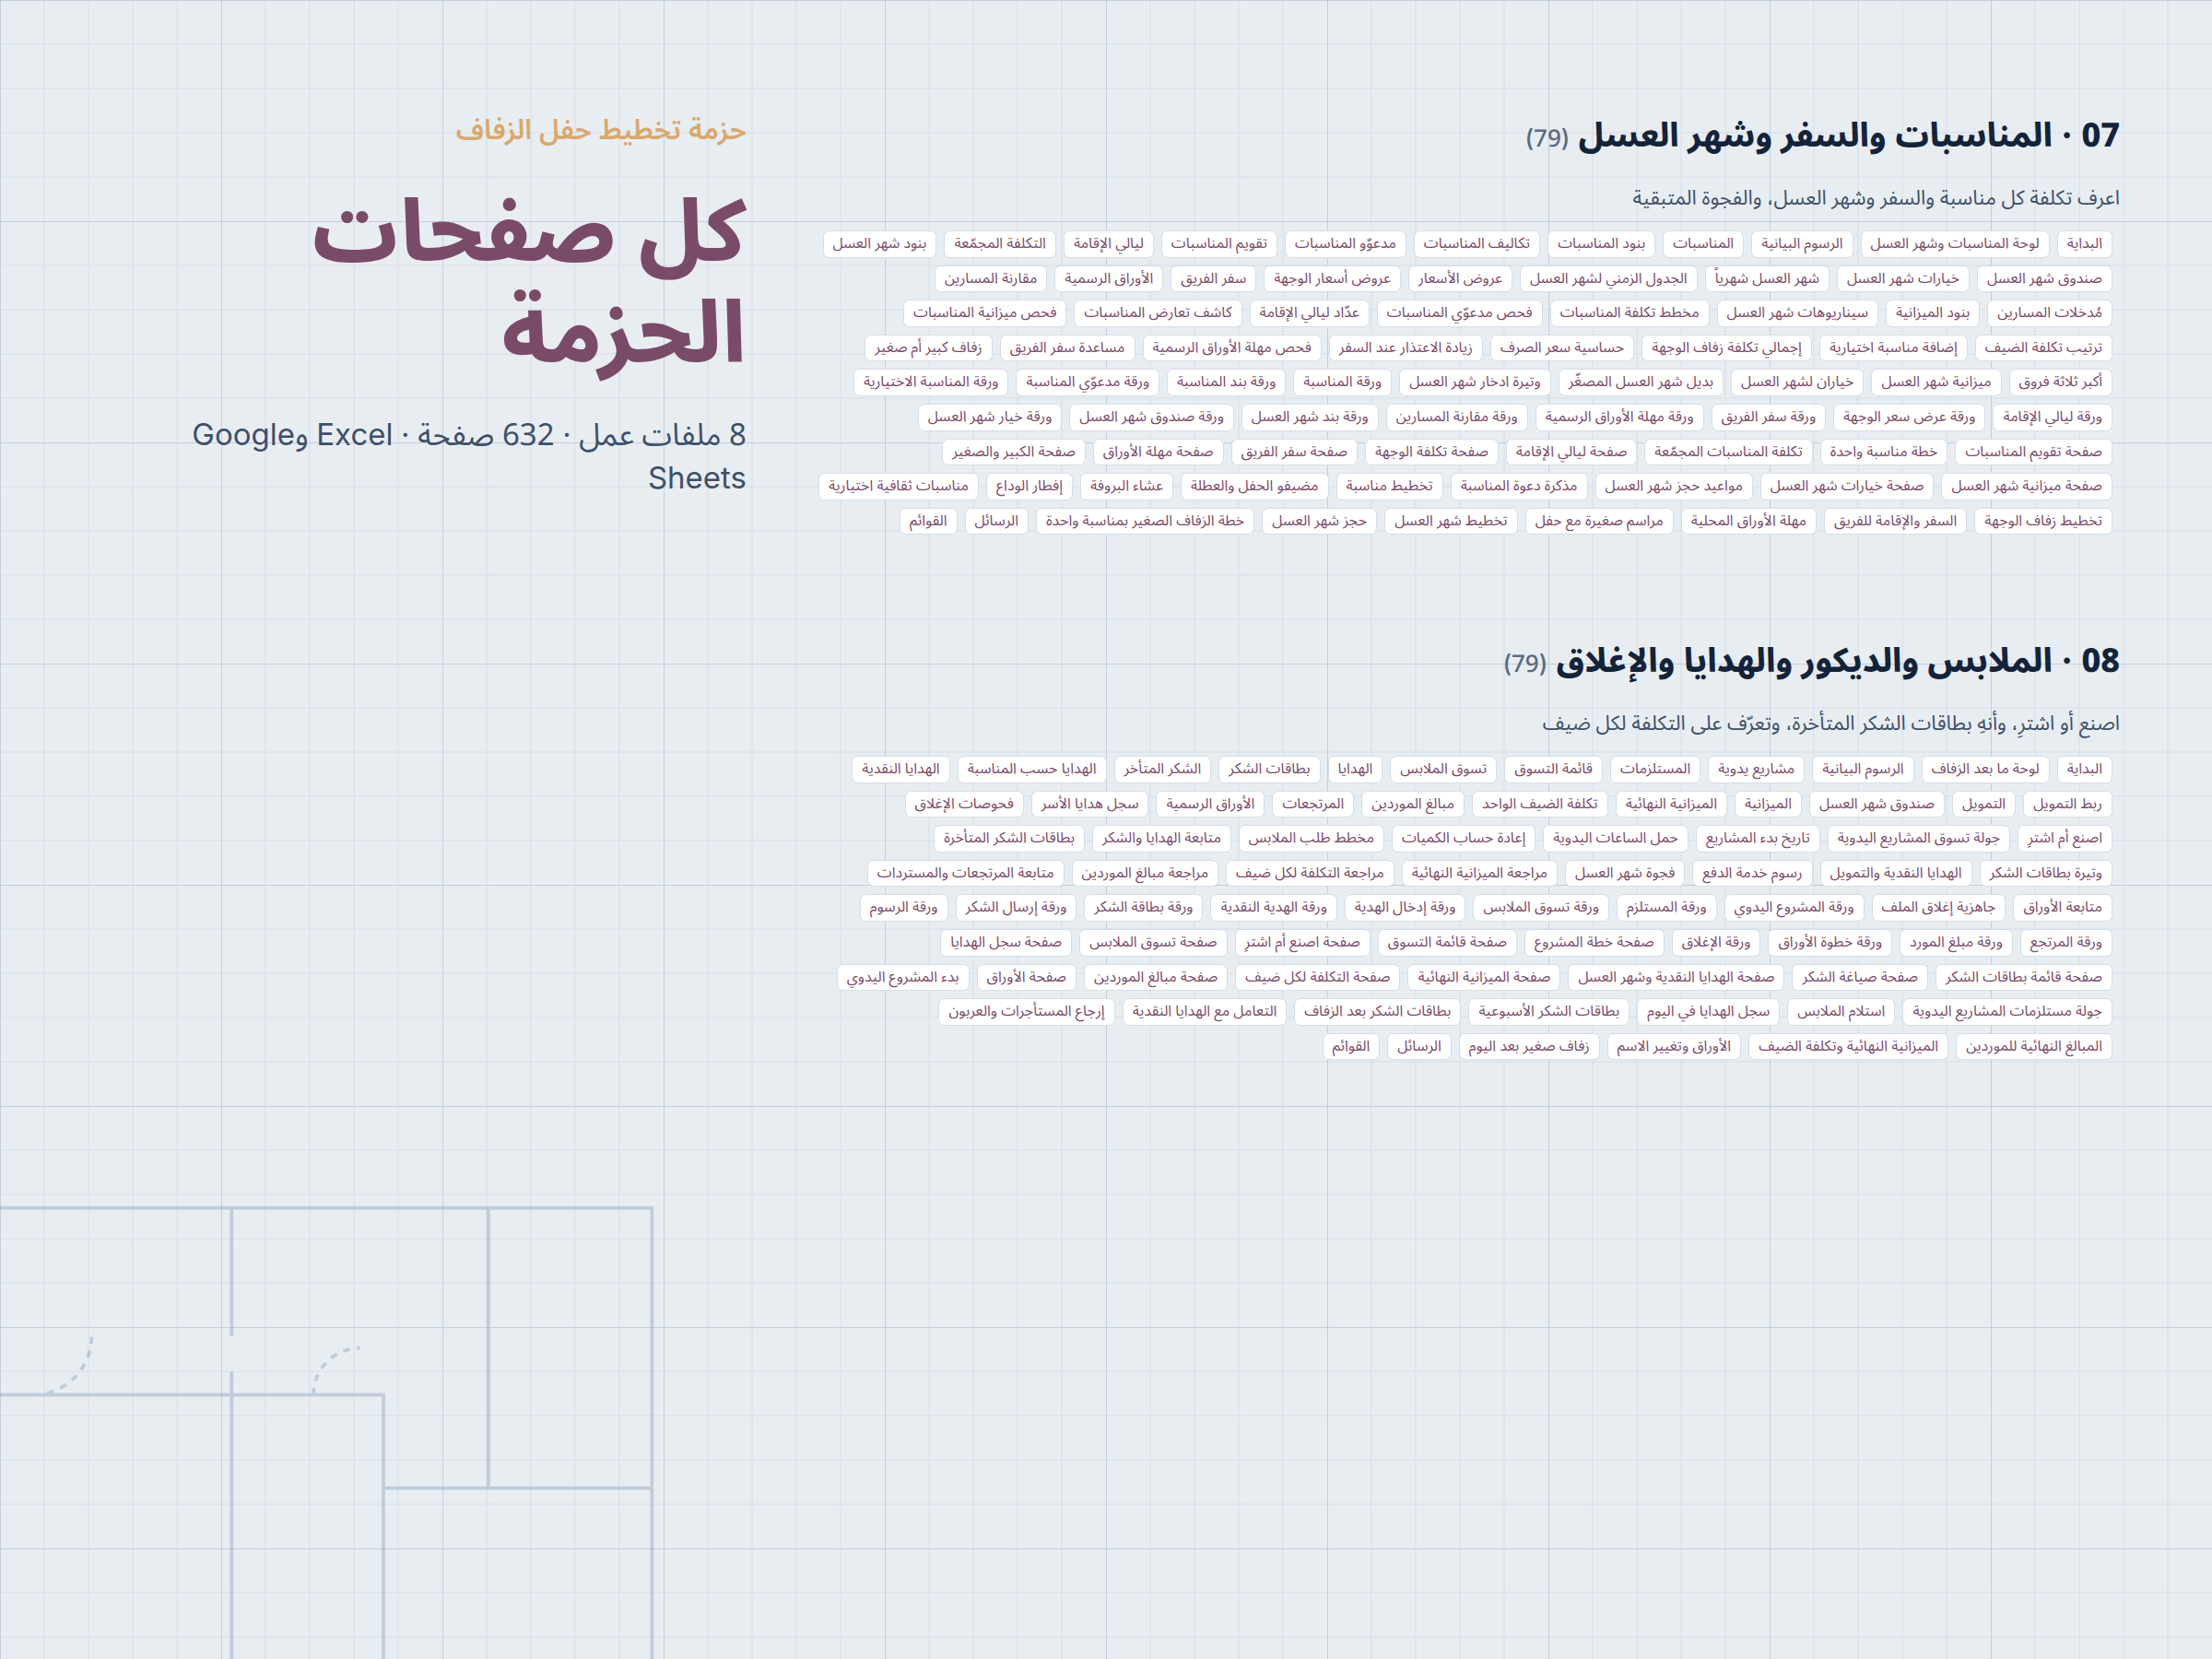 حزمة تخطيط حفل الزفاف
كل صفحات
الحزمة
8 ملفات عمل · 632 صفحة · Excel وGoogle
Sheets
07 · المناسبات والسفر وشهر العسل (79)
اعرف تكلفة كل مناسبة والسفر وشهر العسل، والفجوة المتبقية
البداية لوحة المناسبات وشهر العسل الرسوم البيانية المناسبات بنود المناسبات تكاليف المناسبات مدعوّو المناسبات تقويم المناسبات ليالي الإقامة التكلفة المجمّعة بنود شهر العسل
صندوق شهر العسل خيارات شهر العسل شهر العسل شهرياً الجدول الزمني لشهر العسل عروض الأسعار عروض أسعار الوجهة سفر الفريق الأوراق الرسمية مقارنة المسارين
مُدخلات المسارين بنود الميزانية سيناريوهات شهر العسل مخطط تكلفة المناسبات فحص مدعوّي المناسبات عدّاد ليالي الإقامة كاشف تعارض المناسبات فحص ميزانية المناسبات
ترتيب تكلفة الضيف إضافة مناسبة اختيارية إجمالي تكلفة زفاف الوجهة حساسية سعر الصرف زيادة الاعتذار عند السفر فحص مهلة الأوراق الرسمية مساعدة سفر الفريق زفاف كبير أم صغير
أكبر ثلاثة فروق ميزانية شهر العسل خياران لشهر العسل بديل شهر العسل المصغّر وتيرة ادخار شهر العسل ورقة المناسبة ورقة بند المناسبة ورقة مدعوّي المناسبة ورقة المناسبة الاختيارية
ورقة ليالي الإقامة ورقة عرض سعر الوجهة ورقة سفر الفريق ورقة مهلة الأوراق الرسمية ورقة مقارنة المسارين ورقة بند شهر العسل ورقة صندوق شهر العسل ورقة خيار شهر العسل
صفحة تقويم المناسبات خطة مناسبة واحدة تكلفة المناسبات المجمّعة صفحة ليالي الإقامة صفحة تكلفة الوجهة صفحة سفر الفريق صفحة مهلة الأوراق صفحة الكبير والصغير
صفحة ميزانية شهر العسل صفحة خيارات شهر العسل مواعيد حجز شهر العسل مذكرة دعوة المناسبة تخطيط مناسبة مضيفو الحفل والعطلة عشاء البروفة إفطار الوداع مناسبات ثقافية اختيارية
تخطيط زفاف الوجهة السفر والإقامة للفريق مهلة الأوراق المحلية مراسم صغيرة مع حفل تخطيط شهر العسل حجز شهر العسل خطة الزفاف الصغير بمناسبة واحدة الرسائل القوائم
08 · الملابس والديكور والهدايا والإغلاق (79)
اصنع أو اشترِ، وأنهِ بطاقات الشكر المتأخرة، وتعرّف على التكلفة لكل ضيف
البداية لوحة ما بعد الزفاف الرسوم البيانية مشاريع يدوية المستلزمات قائمة التسوق تسوق الملابس الهدايا بطاقات الشكر الشكر المتأخر الهدايا حسب المناسبة الهدايا النقدية
ربط التمويل التمويل صندوق شهر العسل الميزانية الميزانية النهائية تكلفة الضيف الواحد مبالغ الموردين المرتجعات الأوراق الرسمية سجل هدايا الأسر فحوصات الإغلاق
اصنع أم اشترِ جولة تسوق المشاريع اليدوية تاريخ بدء المشاريع حمل الساعات اليدوية إعادة حساب الكميات مخطط طلب الملابس متابعة الهدايا والشكر بطاقات الشكر المتأخرة
وتيرة بطاقات الشكر الهدايا النقدية والتمويل رسوم خدمة الدفع فجوة شهر العسل مراجعة الميزانية النهائية مراجعة التكلفة لكل ضيف مراجعة مبالغ الموردين متابعة المرتجعات والمستردات
متابعة الأوراق جاهزية إغلاق الملف ورقة المشروع اليدوي ورقة المستلزم ورقة تسوق الملابس ورقة إدخال الهدية ورقة الهدية النقدية ورقة بطاقة الشكر ورقة إرسال الشكر ورقة الرسوم
ورقة المرتجع ورقة مبلغ المورد ورقة خطوة الأوراق ورقة الإغلاق صفحة خطة المشروع صفحة قائمة التسوق صفحة اصنع أم اشترِ صفحة تسوق الملابس صفحة سجل الهدايا
صفحة قائمة بطاقات الشكر صفحة صياغة الشكر صفحة الهدايا النقدية وشهر العسل صفحة الميزانية النهائية صفحة التكلفة لكل ضيف صفحة مبالغ الموردين صفحة الأوراق بدء المشروع اليدوي
جولة مستلزمات المشاريع اليدوية استلام الملابس سجل الهدايا في اليوم بطاقات الشكر الأسبوعية بطاقات الشكر بعد الزفاف التعامل مع الهدايا النقدية إرجاع المستأجرات والعربون
المبالغ النهائية للموردين الميزانية النهائية وتكلفة الضيف الأوراق وتغيير الاسم زفاف صغير بعد اليوم الرسائل القوائم